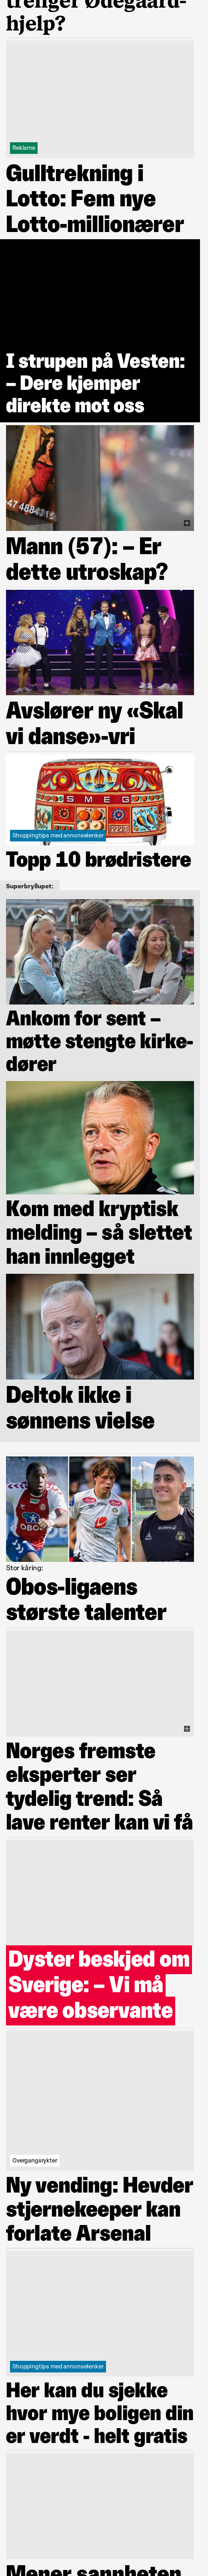 trenger Ødegaard-
hjelp?
Reklame
Gulltrekning i
Lotto: Fem nye
Lotto-millionærer
I strupen på Vesten:
– Dere kjemper
direkte mot oss
Mann (57): – Er
dette utroskap?
Avslører ny «Skal
vi danse»-vri
SMEG
Shoppingtips med annonselenker
Topp 10 brødristere
Superbryllupet:
Ankom for sent –
møtte stengte kirke-
dører
Kom med kryptisk
melding – så slettet
han innlegget
Deltok ikke i
sønnens vielse
OBOS
Stor kåring:
Obos-ligaens
største talenter
Norges fremste
eksperter ser
tydelig trend: Så
lave renter kan vi få
Dyster beskjed om
Sverige: – Vi må
være observante
Overgangsrykter
Ny vending: Hevder
stjernekeeper kan
forlate Arsenal
Shoppingtips med annonselenker
Her kan du sjekke
hvor mye boligen din
er verdt - helt gratis
Mener sannheten